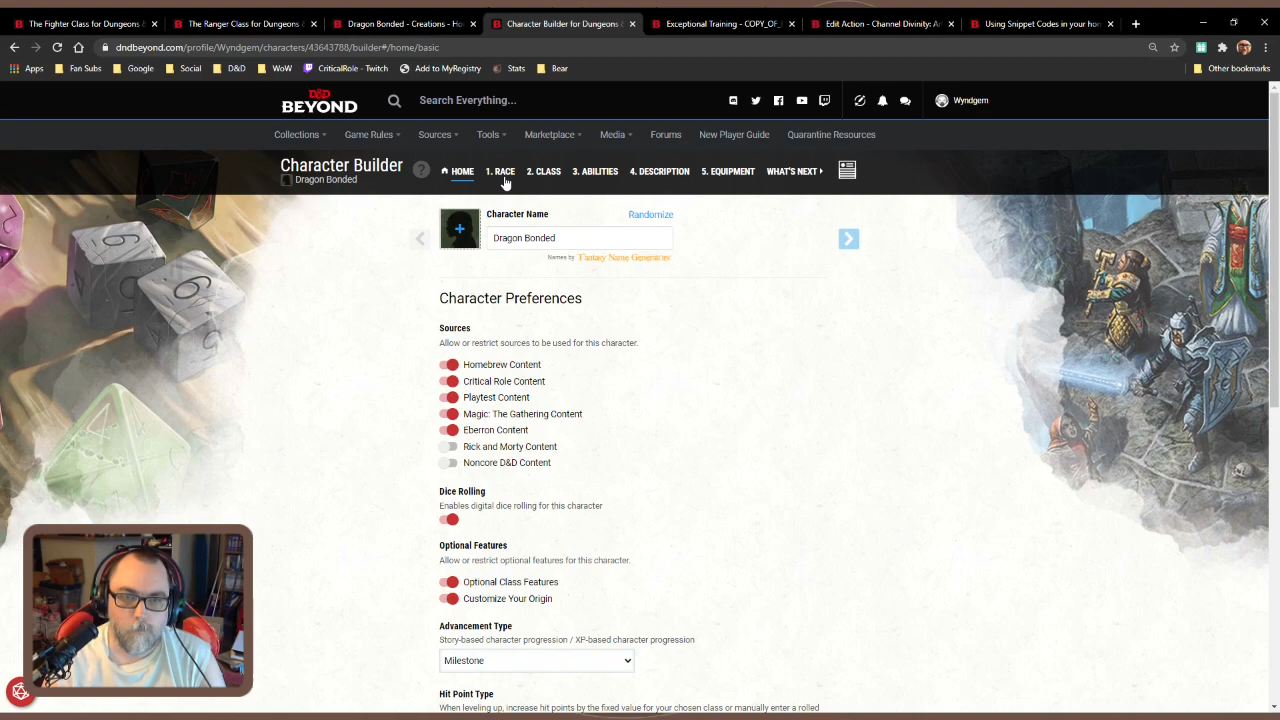 The Fighter Class for Dungeons &
The Ranger Class for Dungeons &
Dragon Bonded - Creations - Ho
Character Builder for Dungeons &
Exceptional Training - COPY_OF_
Edit Action - Channel Divinity: A
Using Snippet Codes in your ho
dndbeyond.com/profile/Wyndgem/characters/43643788/builder#/home/basic
Apps
Fan Subs
Google
Social
D&D
WoW
CriticalRole - Twitch
Add to MyRegistry
Stats
Bear
Other bookmarks
D&D
BEYOND
Search Everything...
Wyndgem
Collections
Game Rules
Sources
Tools
Marketplace
Media
Forums
New Player Guide
Quarantine Resources
Character Builder
Dragon Bonded
?
HOME
1. RACE
2. CLASS
3. ABILITIES
4. DESCRIPTION
5. EQUIPMENT
WHAT'S NEXT
Character Name
Randomize
Dragon Bonded
Names by Fantasy Name Generator
Character Preferences
Sources
Allow or restrict sources to be used for this character.
Homebrew Content
Critical Role Content
Playtest Content
Magic: The Gathering Content
Eberron Content
Rick and Morty Content
Noncore D&D Content
Dice Rolling
Enables digital dice rolling for this character
Optional Features
Allow or restrict optional features for this character.
Optional Class Features
Customize Your Origin
Advancement Type
Story-based character progression / XP-based character progression
Milestone
Hit Point Type
When leveling up, increase hit points by the fixed value for your chosen class or manually enter a rolled